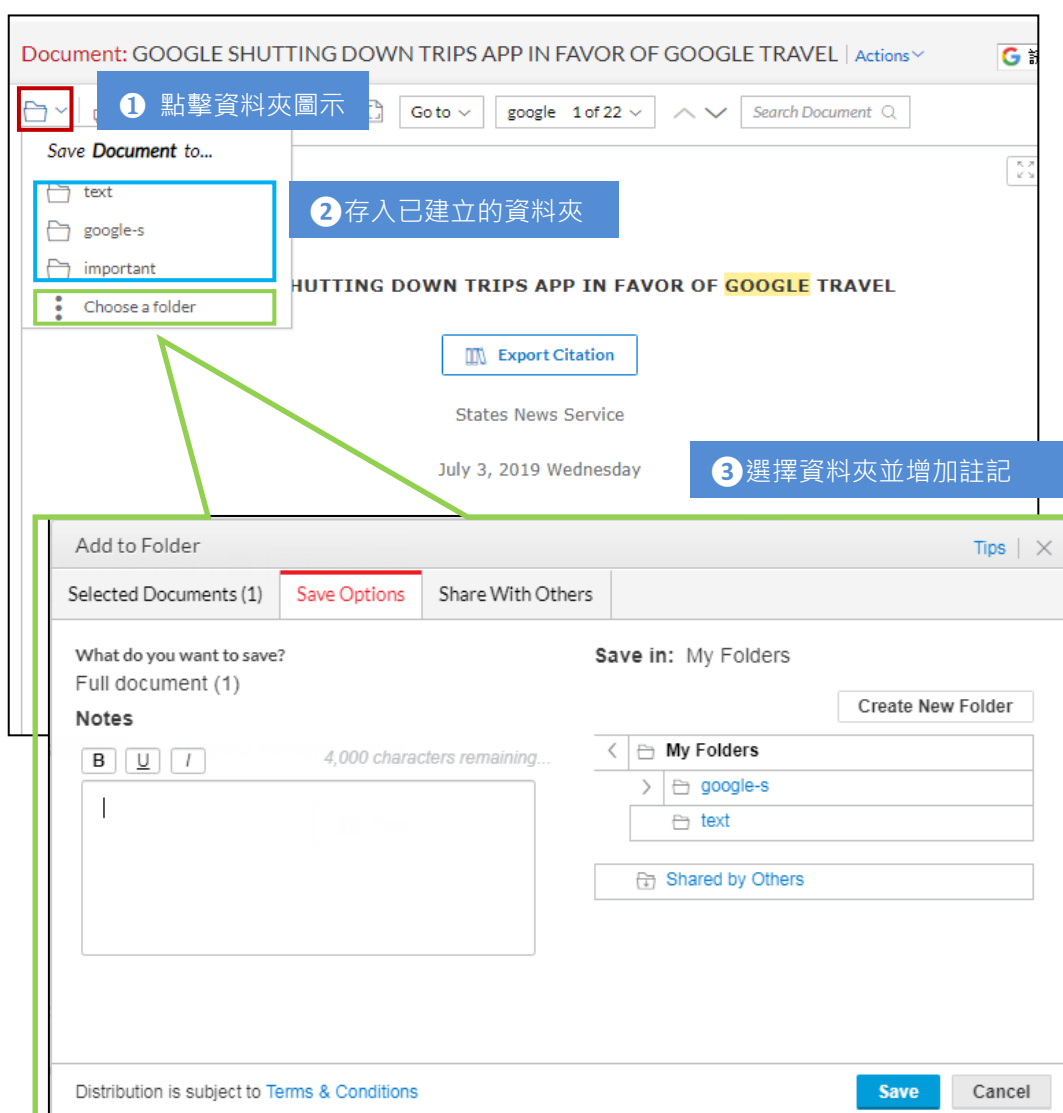 Document: GOOGLE SHUTTING DOWN TRIPS APP IN FAVOR OF GOOGLE TRAVEL | Actions
G
❶ 點擊資料夾圖示
Go to
google 1 of 22
Search Document
Save Document to...
text
google-s
important
Choose a folder
❷存入已建立的資料夾
HUTTING DOWN TRIPS APP IN FAVOR OF GOOGLE TRAVEL
Export Citation
States News Service
July 3, 2019 Wednesday
❸選擇資料夾並增加註記
Add to Folder
Tips
Selected Documents (1)
Save Options
Share With Others
What do you want to save?
Full document (1)
Notes
B U I
4,000 characters remaining...
Save in: My Folders
Create New Folder
My Folders
google-s
text
Shared by Others
Distribution is subject to Terms & Conditions
Save
Cancel